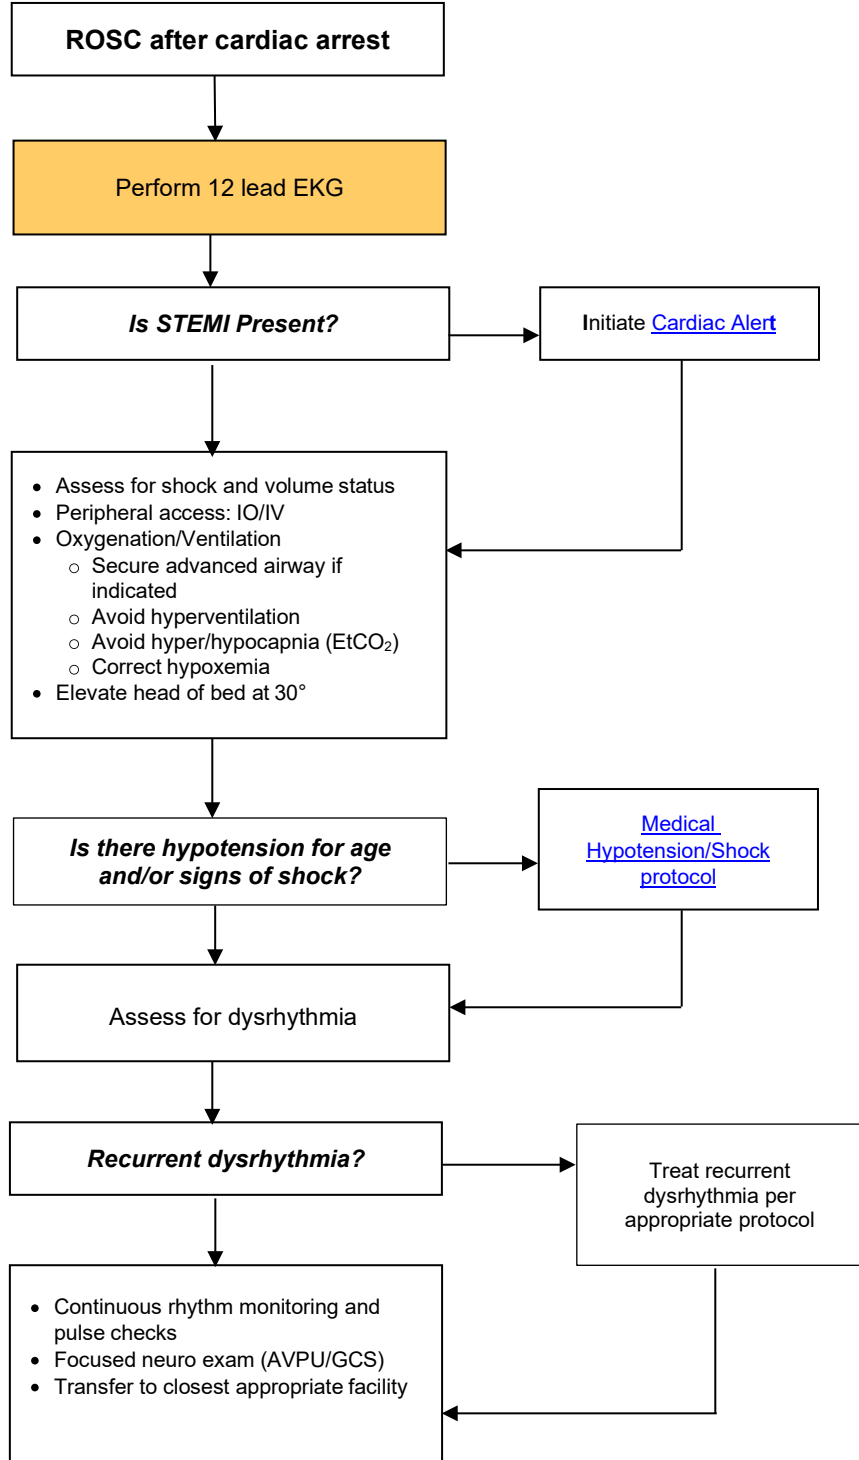 ROSC after cardiac arrest
Perform 12 lead EKG
Is STEMI Present?
Initiate Cardiac Alert
• Assess for shock and volume status
• Peripheral access: IO/IV
• Oxygenation/Ventilation
o Secure advanced airway if
indicated
o Avoid hyperventilation
o Avoid hyper/hypocapnia (EtCO₂)
o Correct hypoxemia
• Elevate head of bed at 30°
Is there hypotension for age
and/or signs of shock?
Medical
Hypotension/Shock
protocol
Assess for dysrhythmia
Recurrent dysrhythmia?
Treat recurrent
dysrhythmia per
appropriate protocol
• Continuous rhythm monitoring and
pulse checks
• Focused neuro exam (AVPU/GCS)
• Transfer to closest appropriate facility